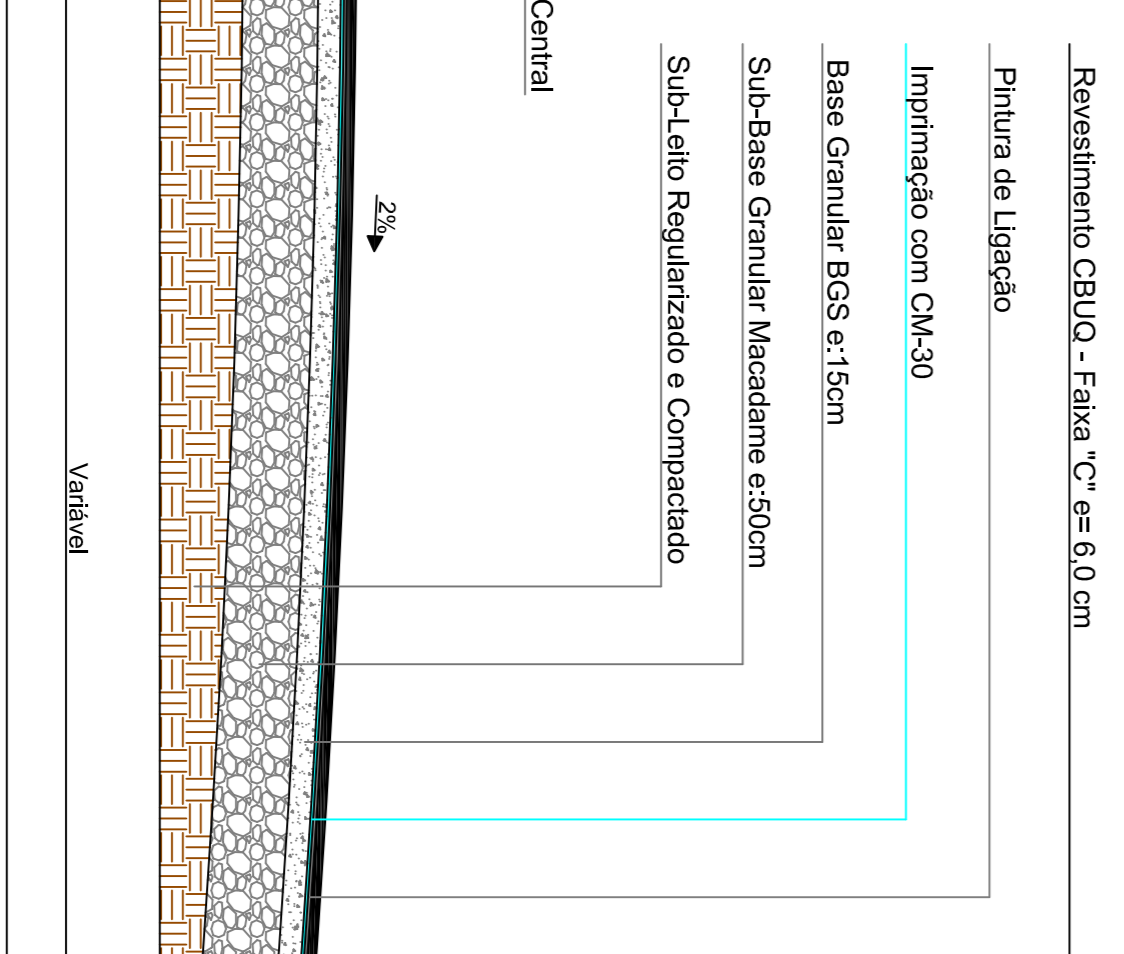 Revestimento CBUQ - Faixa "C" e= 6,0 cm
Pintura de Ligação
Imprimação com CM-30
Base Granular BGS e:15cm
Sub-Base Granular Macadame e:50cm
Sub-Leito Regularizado e Compactado
Central
2%
Variável